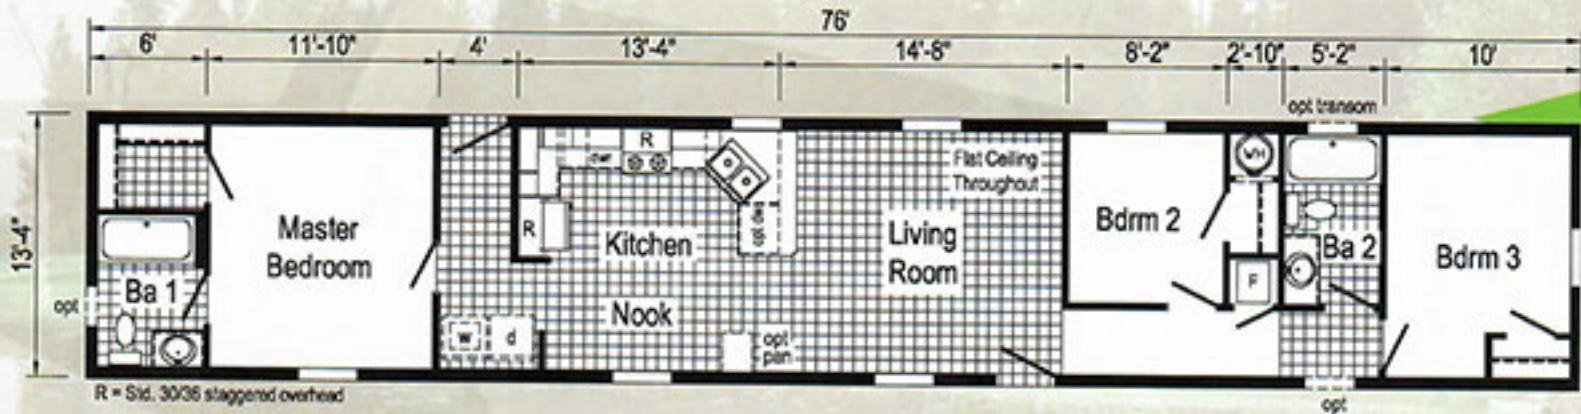 76'
6' 11'-10" 4' 13'-4" 14'-8" 8'-2" 2'-10" 5'-2" 10'
opt transom
13'-4"
R
WH
Flat Ceiling
Throughout
Master
Bedroom
R
Kitchen
Living
Room
Bdrm 2
Ba 2
Bdrm 3
Ba 1
opt
F
Nook
w d
opt
pan
R = Std. 30/36 staggered overhead
opt